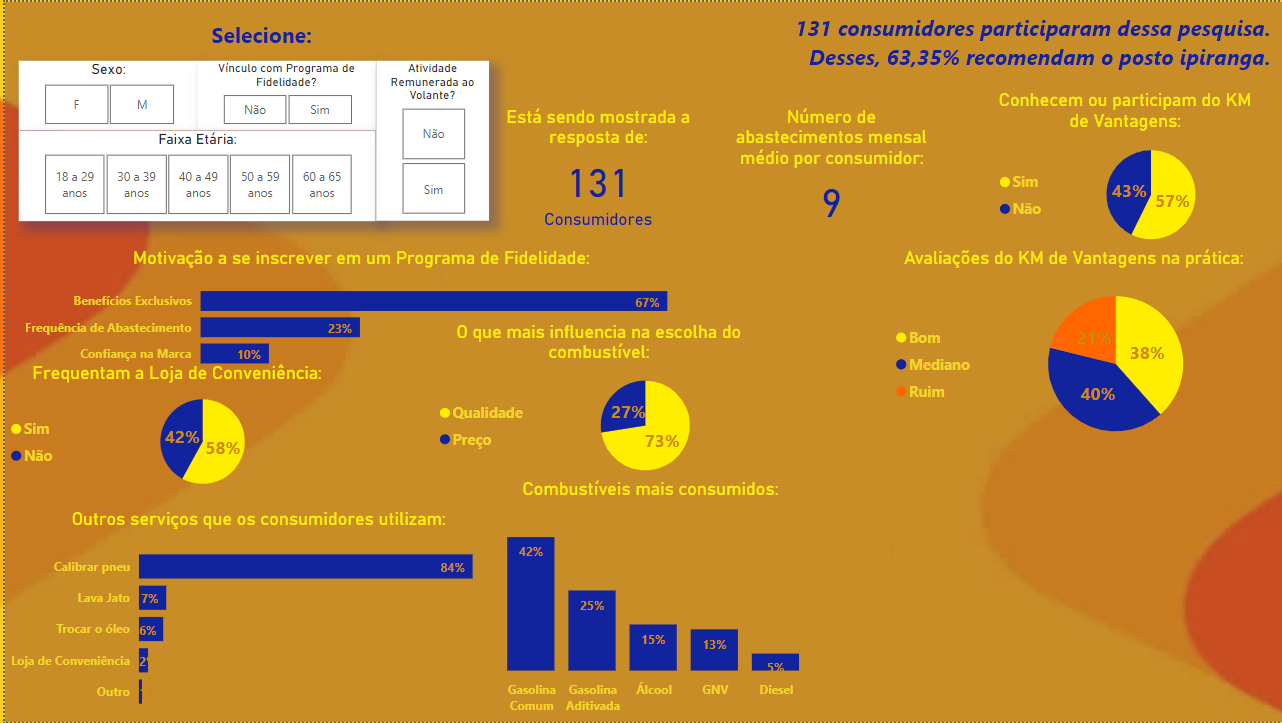 Selecione:
131 consumidores participaram dessa pesquisa.
Desses, 63,35% recomendam o posto ipiranga.
Sexo:
F
M
Vínculo com Programa de
Fidelidade?
Não
Sim
Atividade
Remunerada ao
Volante?
Não
Sim
Faixa Etária:
18 a 29
anos
30 a 39
anos
40 a 49
anos
50 a 59
anos
60 a 65
anos
Está sendo mostrada a
resposta de:
131
Consumidores
Número de
abastecimentos mensal
médio por consumidor:
9
Conhecem ou participam do KM
de Vantagens:
Sim
Não
43%
57%
Motivação a se inscrever em um Programa de Fidelidade:
Benefícios Exclusivos
67%
Frequência de Abastecimento
23%
Confiança na Marca
10%
Avaliações do KM de Vantagens na prática:
Bom
Mediano
Ruim
21%
38%
40%
O que mais influencia na escolha do
combustível:
Qualidade
Preço
27%
73%
Frequentam a Loja de Conveniência:
Sim
Não
42%
58%
Outros serviços que os consumidores utilizam:
Calibrar pneu
84%
Lava Jato
7%
Trocar o óleo
6%
Loja de Conveniência
Outro
Combustíveis mais consumidos:
42%
25%
15%
13%
5%
Gasolina
Comum
Gasolina
Aditivada
Álcool
GNV
Diesel